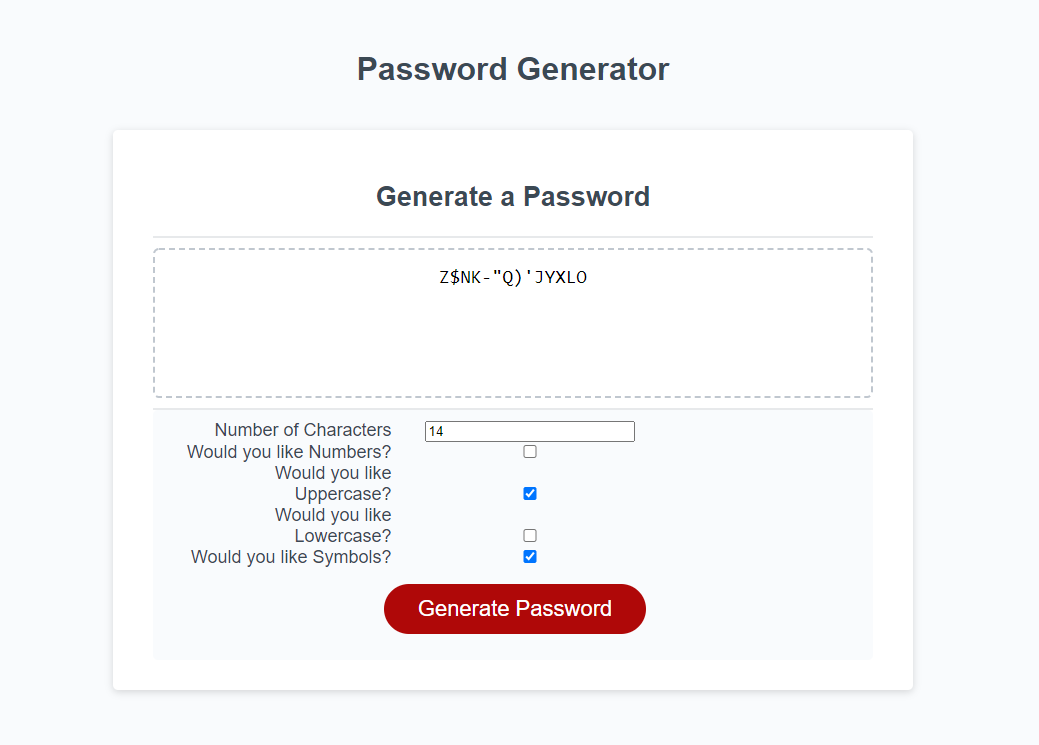 Password Generator
Generate a Password
Z$NK-"Q)'JYXLO
Number of Characters
14
Would you like Numbers?
Would you like
Uppercase?
Would you like
Lowercase?
Would you like Symbols?
Generate Password